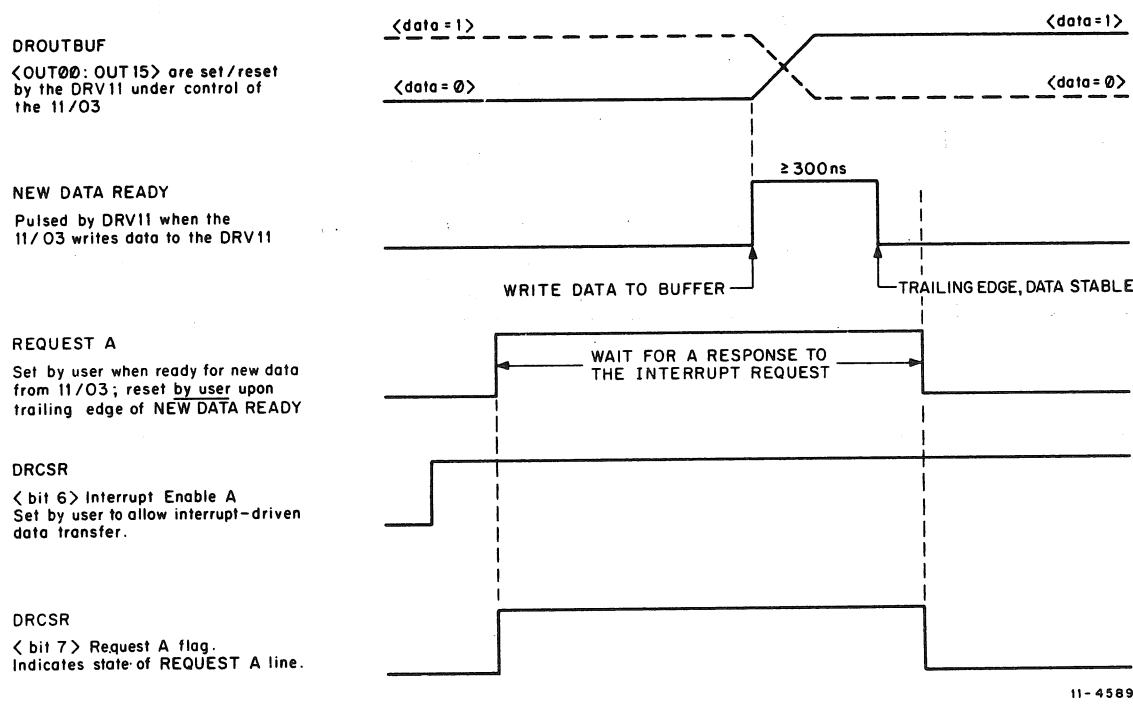 DROUTBUF
<OUT00: OUT 15> are set/reset
by the DRV11 under control of
the 11/03
<data=1>
<data=0>
<data=1>
<data=0>
NEW DATA READY
Pulsed by DRV11 when the
11/03 writes data to the DRV11
≥300ns
WRITE DATA TO BUFFER
TRAILING EDGE, DATA STABLE
REQUEST A
Set by user when ready for new data
from 11/03; reset by user upon
trailing edge of NEW DATA READY
WAIT FOR A RESPONSE TO
THE INTERRUPT REQUEST
DRCSR
< bit 6> Interrupt Enable A
Set by user to allow interrupt-driven
data transfer.
DRCSR
< bit 7> Request A flag.
Indicates state of REQUEST A line.
11-4589